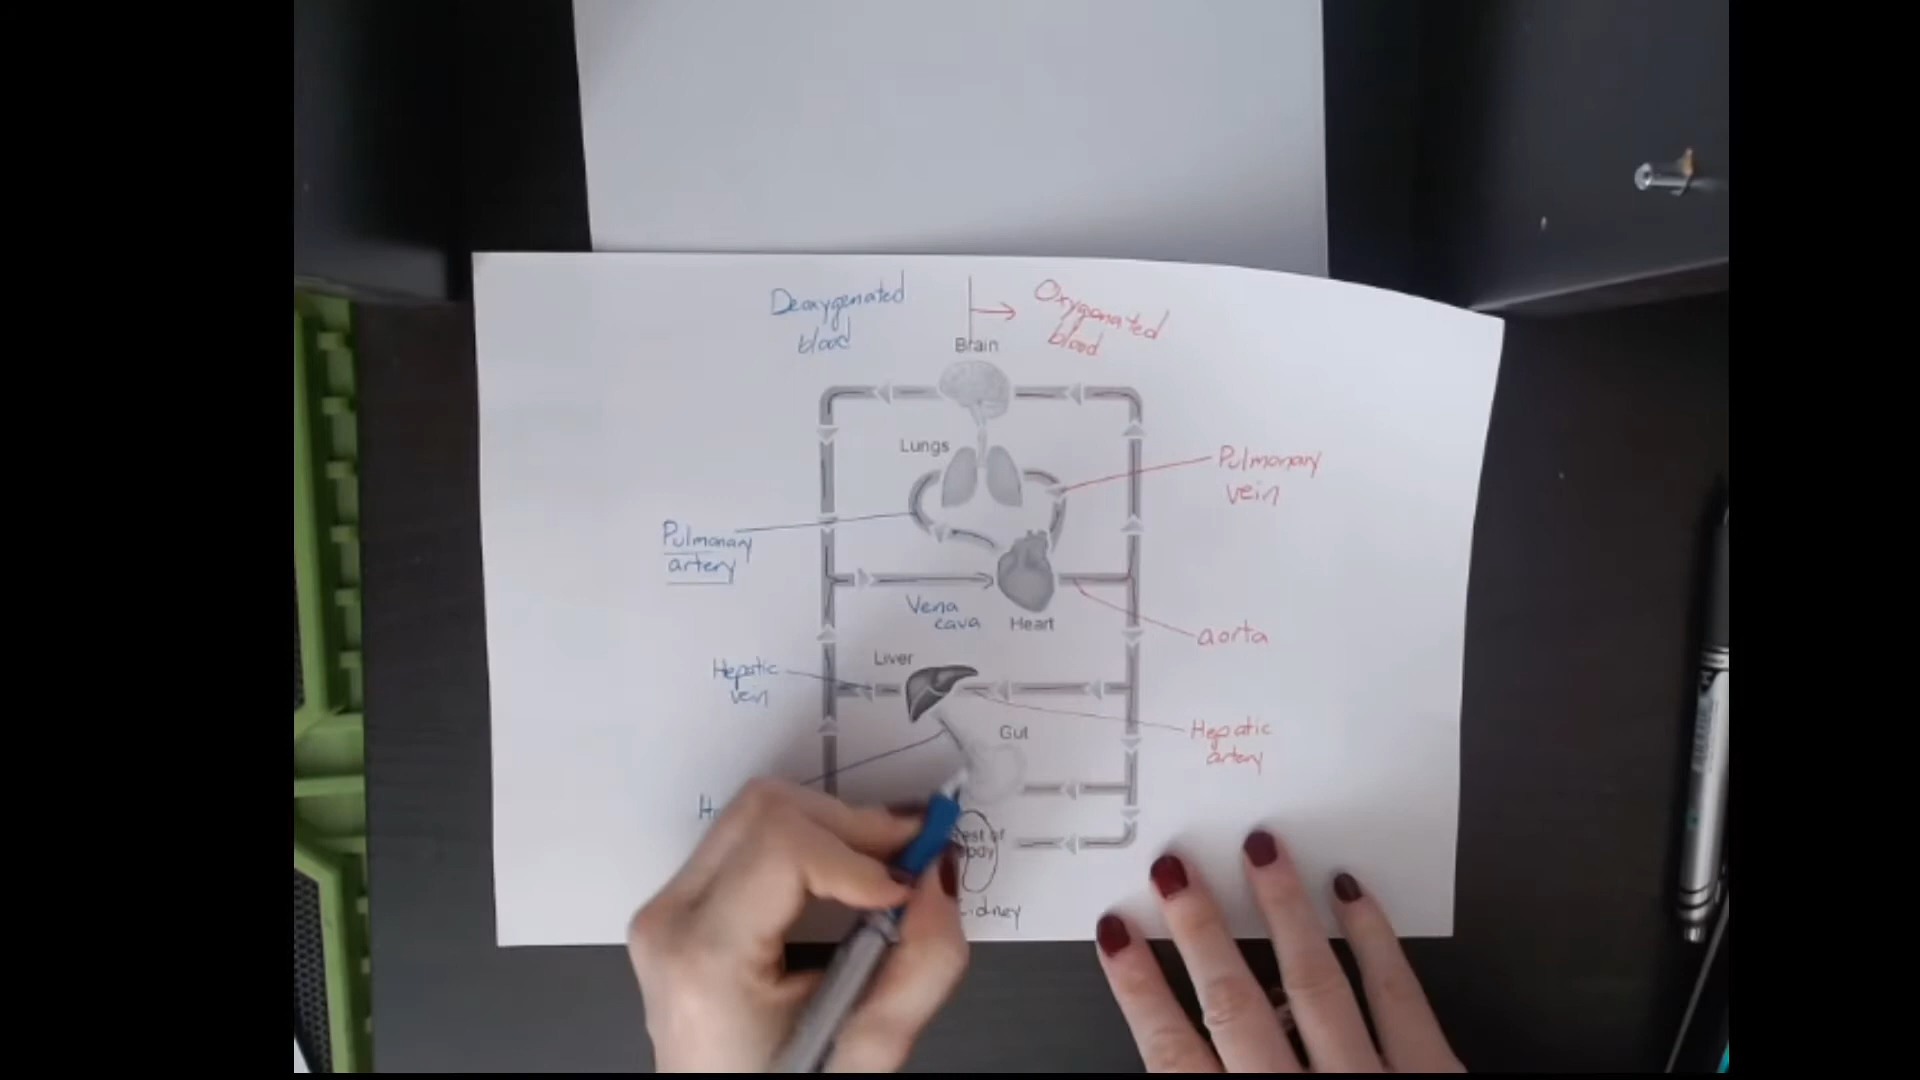 Deoxygenated
blood
Oxygenated
blood
Brain
Lungs
Pulmonary
vein
Pulmonary
artery
Vena
cava
Heart
aorta
Liver
Hepatic
vein
Gut
Hepatic
artery